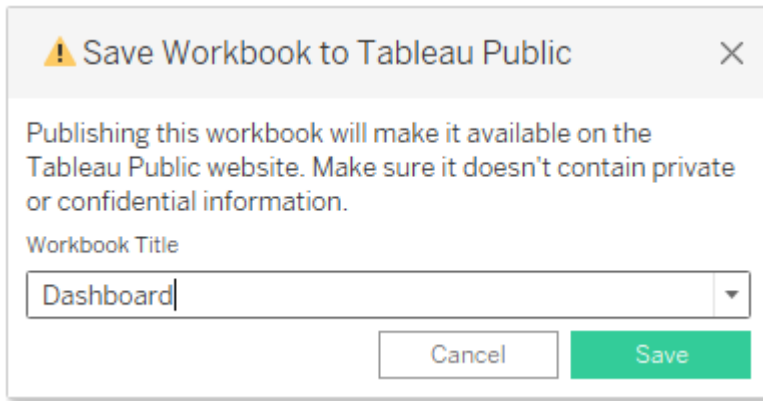 Save Workbook to Tableau Public
Publishing this workbook will make it available on the
Tableau Public website. Make sure it doesn't contain private
or confidential information.
Workbook Title
Dashboard
Cancel
Save